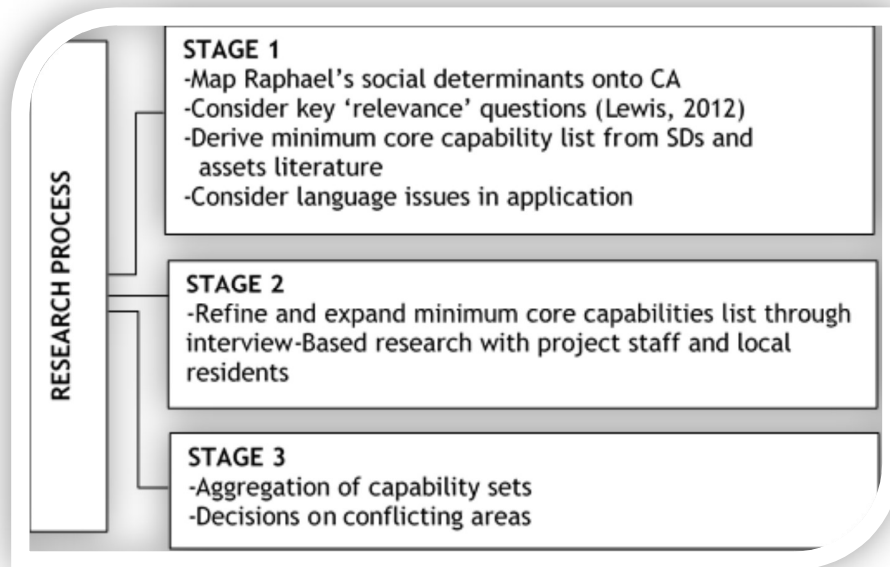 RESEARCH PROCESS
STAGE 1
-Map Raphael's social determinants onto CA
-Consider key ‘relevance’ questions (Lewis, 2012)
-Derive minimum core capability list from SDs and
assets literature
-Consider language issues in application
STAGE 2
-Refine and expand minimum core capabilities list through
interview-Based research with project staff and local
residents
STAGE 3
-Aggregation of capability sets
-Decisions on conflicting areas